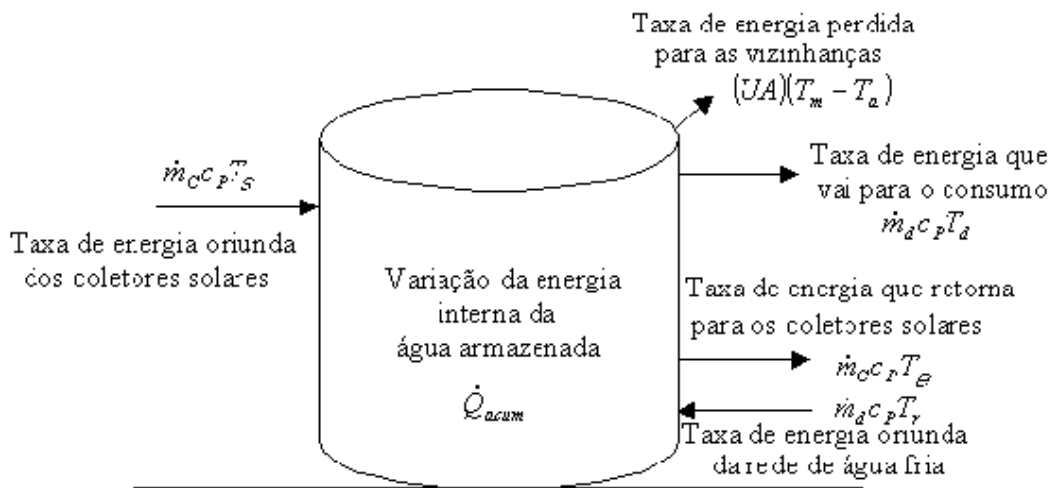 Taxa de energia perdida
para as vizinhanças
(UA)(T_m − T_a)
ṁ_C c_P T_S
Taxa de energia oriunda
dos coletores solares
Taxa de energia que
vai para o consumo
ṁ_d c_P T_d
Variação da energia
interna da
água armazenada
Q̇_acum
Taxa de energia que retorna
para os coletores solares
ṁ_C c_P T_e
ṁ_d c_P T_r
Taxa de energia oriunda
da rede de água fria